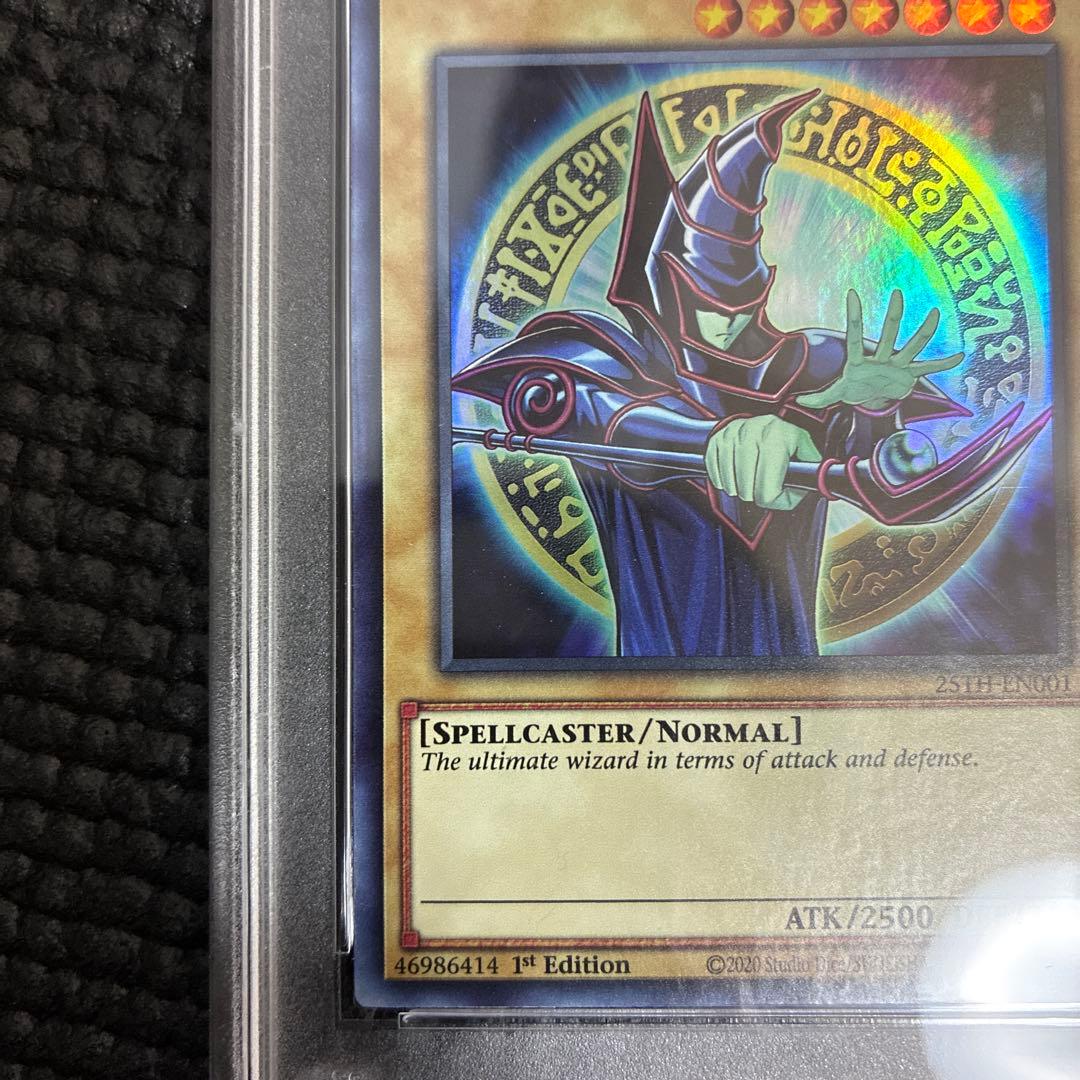 25TH-EN001
[SPELLCASTER/NORMAL]
The ultimate wizard in terms of attack and defense.
ATK/2500
46986414 1st Edition ©2020 Studio Dice/